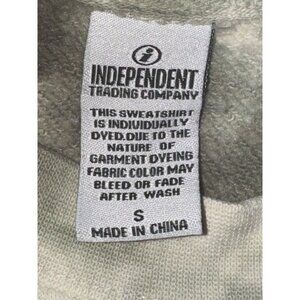 i
INDEPENDENT
TRADING COMPANY
THIS SWEATSHIRT
IS INDIVIDUALLY
DYED.DUE TO THE
NATURE OF
GARMENT DYEING
FABRIC COLOR MAY
BLEED OR FADE
AFTER WASH
S
MADE IN CHINA